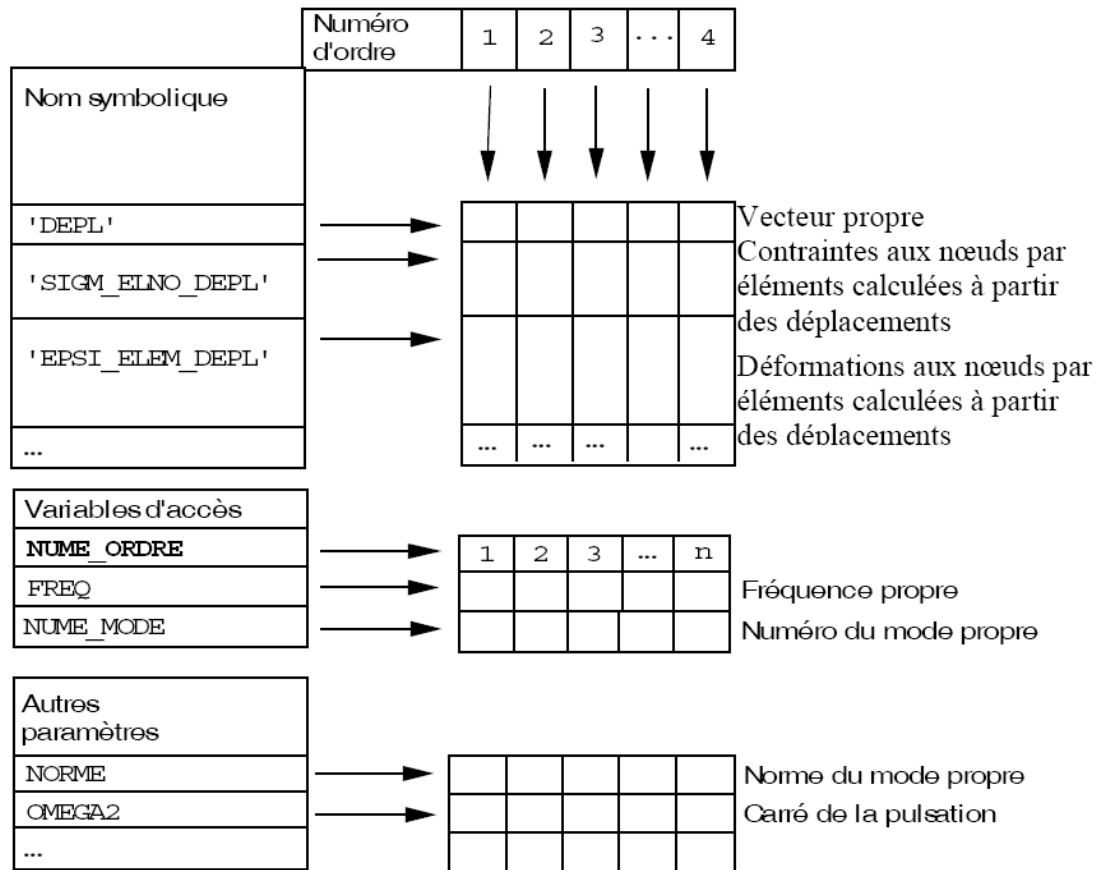 Numéro
d'ordre
1 2 3 ... 4
Nom symbolique
'DEPL'
Vecteur propre
'SIGM_ELNO_DEPL'
Contraintes aux nœuds par
éléments calculées à partir
des déplacements
'EPSI_ELEM_DEPL'
Déformations aux nœuds par
éléments calculées à partir
des déplacements
...
... ... ... ...
Variables d'accès
NUME_ORDRE
1 2 3 ... n
FREQ
Fréquence propre
NUME_MODE
Numéro du mode propre
Autres
paramètres
NORME
Norme du mode propre
OMEGA2
Carré de la pulsation
...